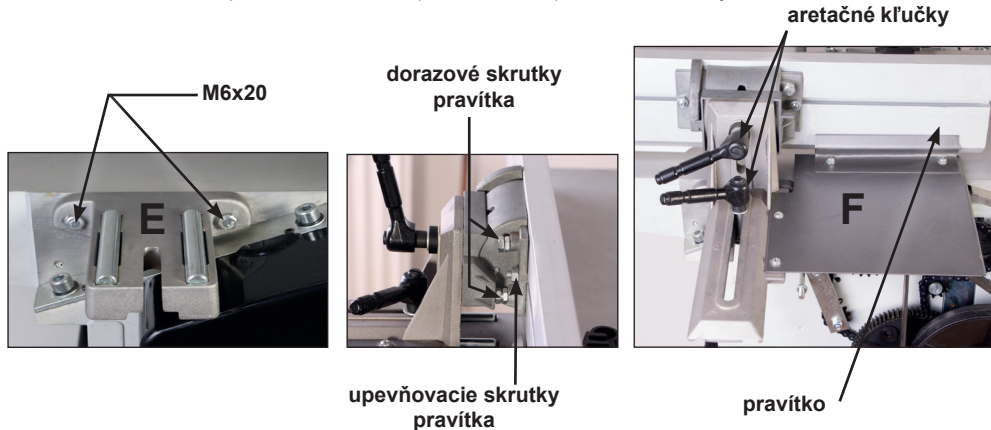 aretačné kľučky
dorazové skrutky
pravítka
M6x20
E
F
upevňovacie skrutky
pravítka
pravítko